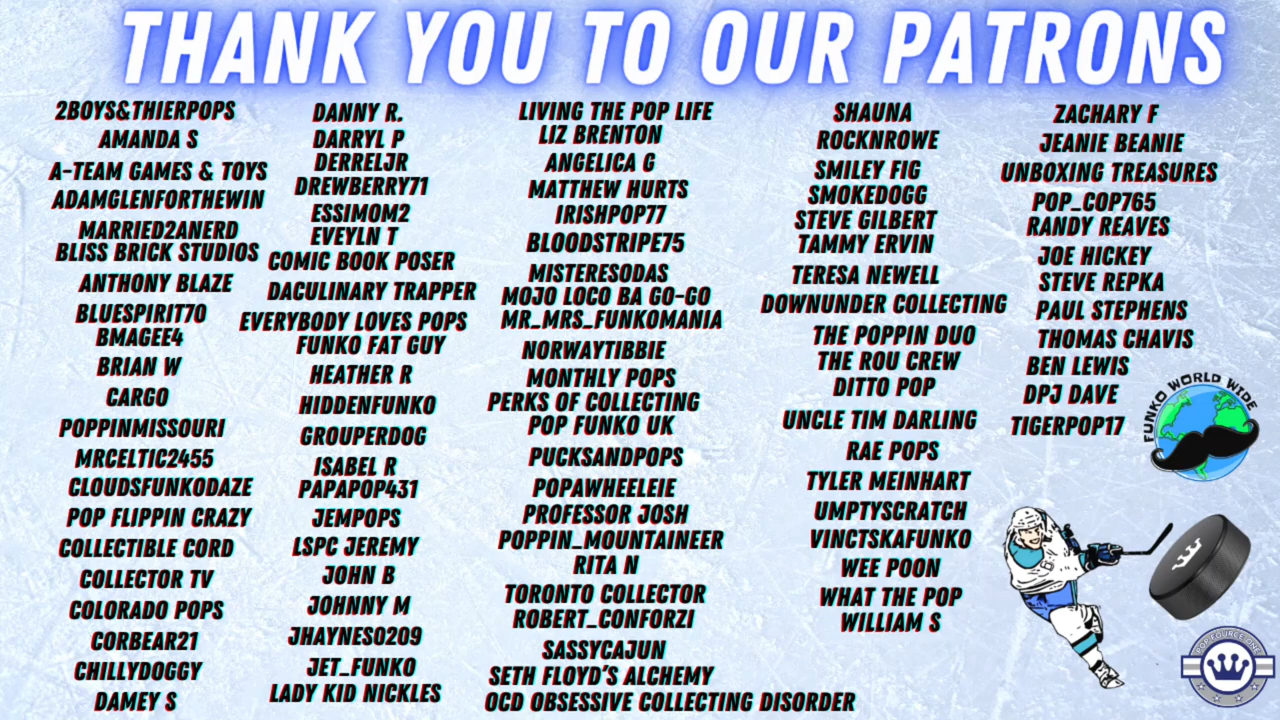 THANK YOU TO OUR PATRONS
2BOYS&THIERPOPS
AMANDA S
A-TEAM GAMES & TOYS
ADAMGLENFORTHEWIN
MARRIED2ANERD
BLISS BRICK STUDIOS
ANTHONY BLAZE
BLUESPIRIT70
BMAGEE4
BRIAN W
CARGO
POPPINMISSOURI
MRCELTIC2455
CLOUDSFUNKODAZE
POP FLIPPIN CRAZY
COLLECTIBLE CORD
COLLECTOR TV
COLORADO POPS
CORBEAR21
CHILLYDOGGY
DAMEY S
DANNY R.
DARRYL P
DERRELJR
DREWBERRY71
ESSIMOM2
EVEYLN T
COMIC BOOK POSER
DACULINARY TRAPPER
EVERYBODY LOVES POPS
FUNKO FAT GUY
HEATHER R
HIDDENFUNKO
GROUPERDOG
ISABEL R
PAPAPOP431
JEMPOPS
LSPC JEREMY
JOHN B
JOHNNY M
JHAYNES0209
JET_FUNKO
LADY KID NICKLES
LIVING THE POP LIFE
LIZ BRENTON
ANGELICA G
MATTHEW HURTS
IRISHPOP77
BLOODSTRIPE75
MISTERESODAS
MOJO LOCO BA GO-GO
MR_MRS_FUNKOMANIA
NORWAYTIBBIE
MONTHLY POPS
PERKS OF COLLECTING
POP FUNKO UK
PUCKSANDPOPS
POPAWHEELEIE
PROFESSOR JOSH
POPPIN_MOUNTAINEER
RITA N
TORONTO COLLECTOR
ROBERT_CONFORZI
SASSYCAJUN
SETH FLOYD'S ALCHEMY
OCD OBSESSIVE COLLECTING DISORDER
SHAUNA
ROCKNROWE
SMILEY FIG
SMOKEDOGG
STEVE GILBERT
TAMMY ERVIN
TERESA NEWELL
DOWNUNDER COLLECTING
THE POPPIN DUO
THE ROU CREW
DITTO POP
UNCLE TIM DARLING
RAE POPS
TYLER MEINHART
UMPTYSCRATCH
VINCTSKAFUNKO
WEE POON
WHAT THE POP
WILLIAM S
ZACHARY F
JEANIE BEANIE
UNBOXING TREASURES
POP_COP765
RANDY REAVES
JOE HICKEY
STEVE REPKA
PAUL STEPHENS
THOMAS CHAVIS
BEN LEWIS
DPJ DAVE
TIGERPOP17
FUNKO WORLD WIDE
POP FOURCE ONE